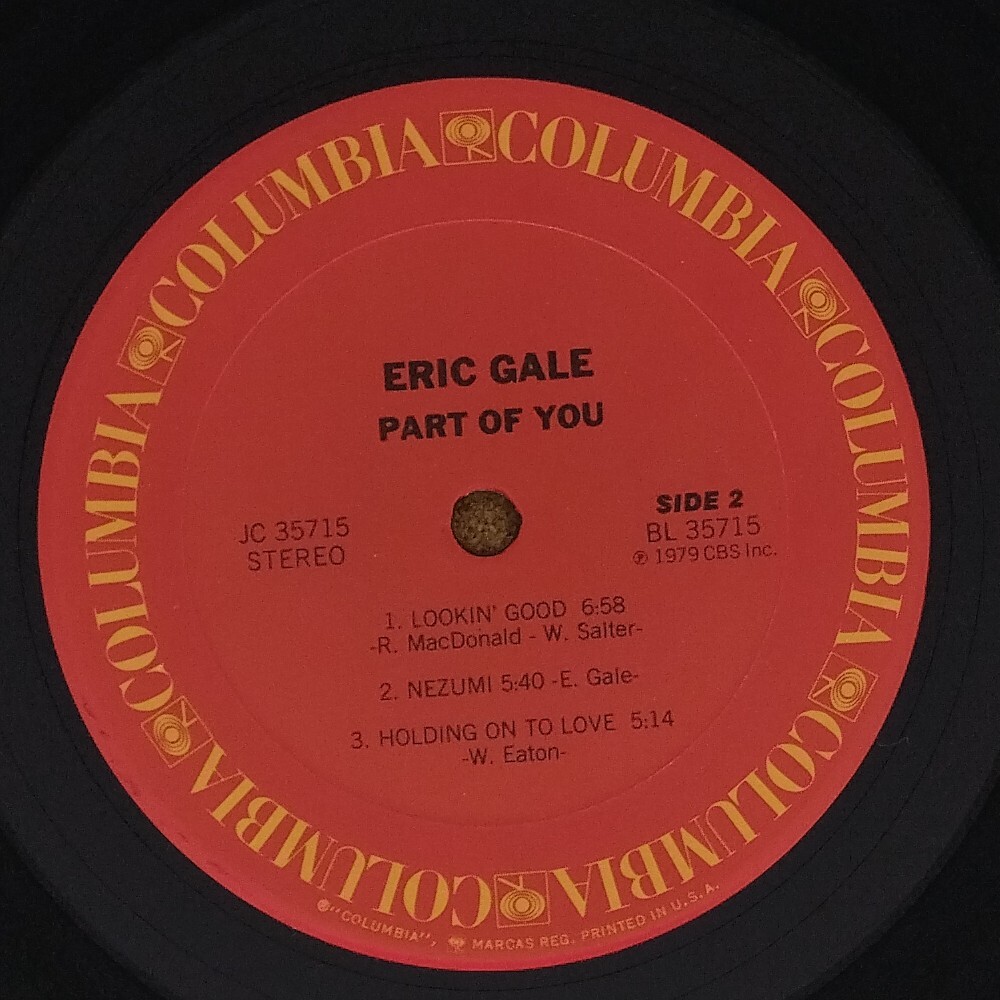 COLUMBIA COLUMBIA COLUMBIA COLUMBIA COLUMBIA COLUMBIA
ERIC GALE
PART OF YOU
JC 35715
STEREO
SIDE 2
BL 35715
℗ 1979 CBS Inc.
1. LOOKIN' GOOD 6:58
-R. MacDonald - W. Salter-
2. NEZUMI 5:40 -E. Gale-
3. HOLDING ON TO LOVE 5:14
-W. Eaton-
®"COLUMBIA", MARCAS REG. PRINTED IN U.S.A.